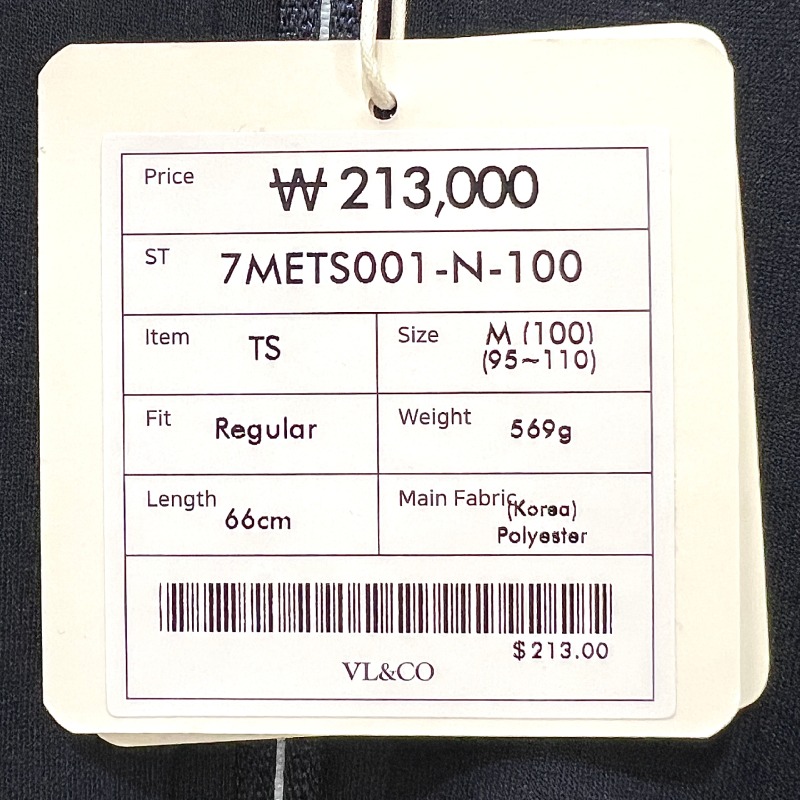 Price ₩ 213,000
ST 7METS001-N-100
Item TS
Size M (100)
(95~110)
Fit Regular
Weight 569g
Length 66cm
Main Fabric (Korea)
Polyester
$213.00
VL&CO